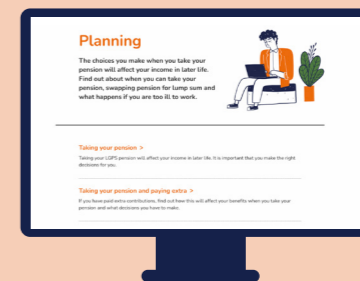 Planning
The choices you make when you take your
pension will affect your income in later life.
Find out about when you can take your
pension, swapping pension for lump sum and
what happens if you are too ill to work.
Taking your pension >
Taking your LGPS pension will affect your income in later life. It is important that you make the right
decisions for you.
Taking your pension and paying extra >
If you have paid extra contributions, find out how this will affect your benefits when you take your
pension and what decisions you have to make.